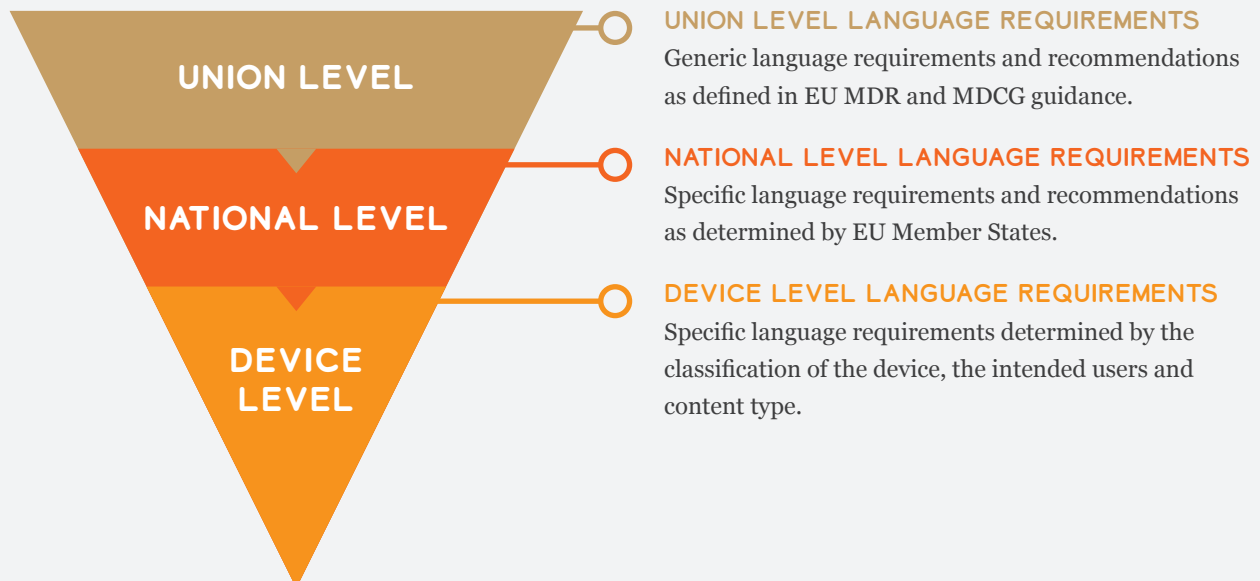 UNION LEVEL
NATIONAL LEVEL
DEVICE
LEVEL
UNION LEVEL LANGUAGE REQUIREMENTS
Generic language requirements and recommendations
as defined in EU MDR and MDCG guidance.
NATIONAL LEVEL LANGUAGE REQUIREMENTS
Specific language requirements and recommendations
as determined by EU Member States.
DEVICE LEVEL LANGUAGE REQUIREMENTS
Specific language requirements determined by the
classification of the device, the intended users and
content type.